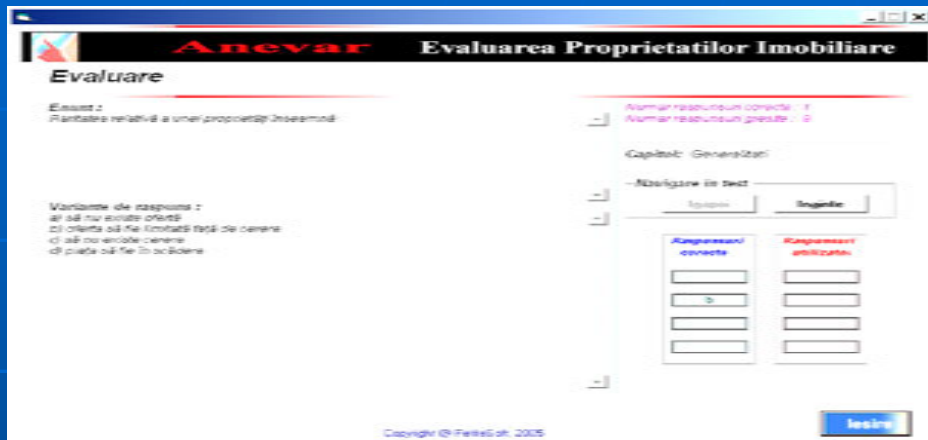 Anevar Evaluarea Proprietatilor Imobiliare
Evaluare
Enunt :
Raritatea relativă a unei proprietăţi înseamnă
Numar raspunsuri corecte : 1
Numar raspunsuri gresite :
Capitol: Generalitati
Navigare in test
Inapoi
Inainte
Variante de raspuns :
a) să nu existe ofertă
b) oferta să fie limitată faţă de cerere
c) să nu existe cerere
d) piaţa să fie în scădere
Raspunsuri corecte
Raspunsuri utilizator
b
Iesire
Copyright @ 2005